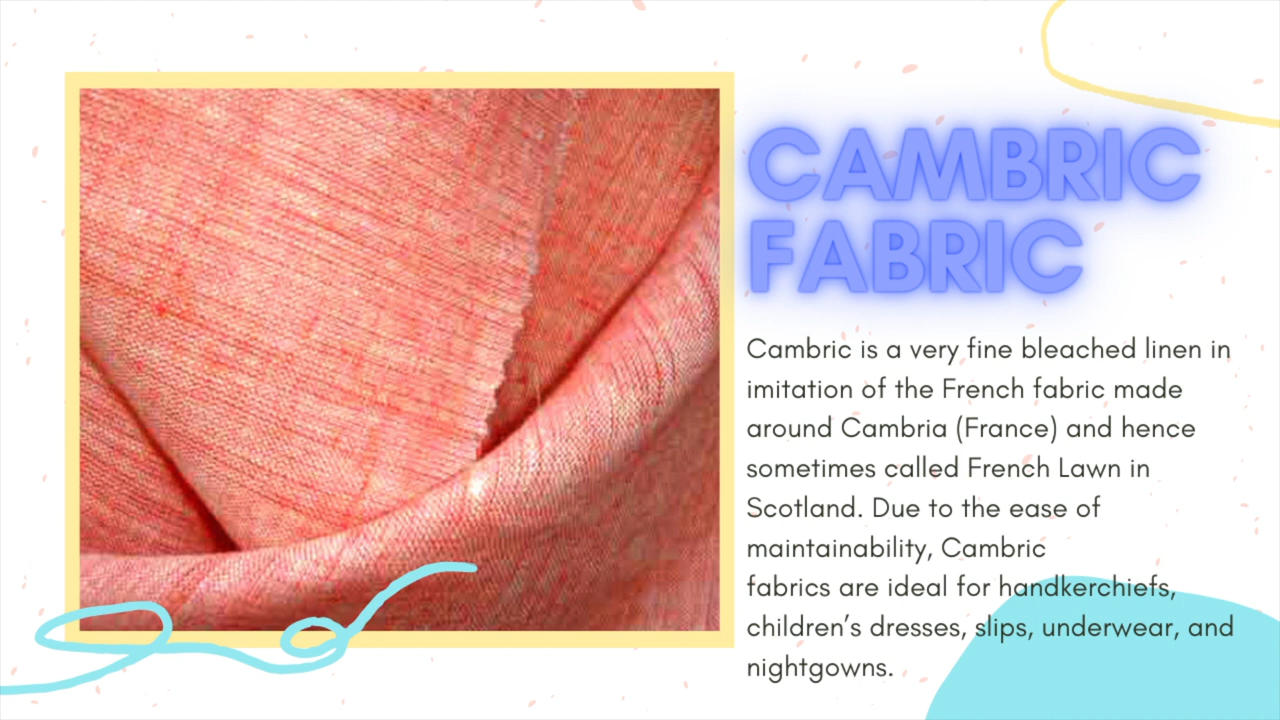 CAMBRIC
FABRIC
Cambric is a very fine bleached linen in
imitation of the French fabric made
around Cambria (France) and hence
sometimes called French Lawn in
Scotland. Due to the ease of
maintainability, Cambric
fabrics are ideal for handkerchiefs,
children’s dresses, slips, underwear, and
nightgowns.